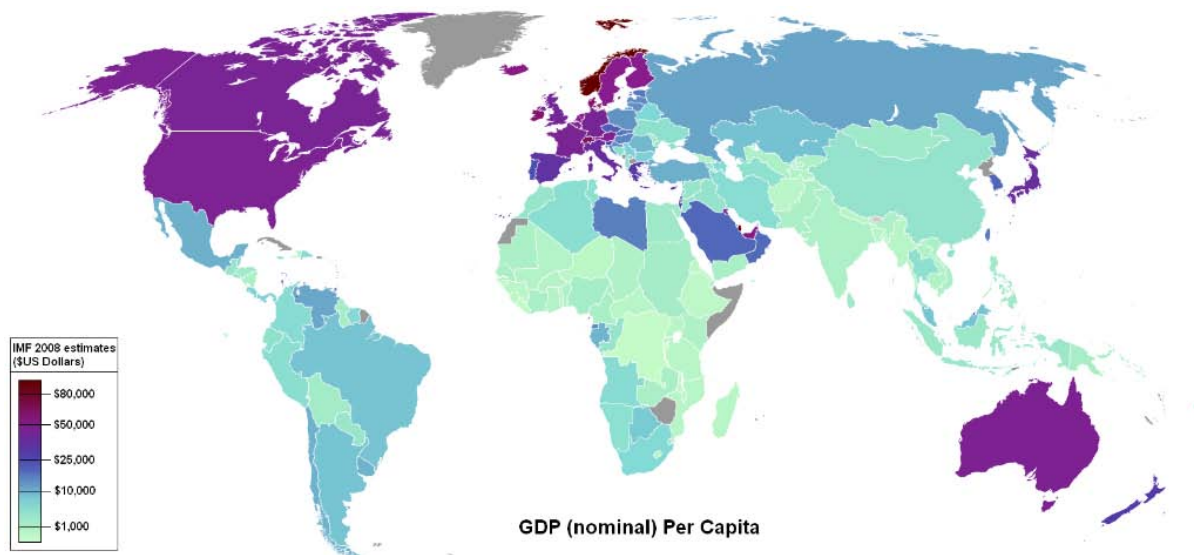 IMF 2008 estimates
($US Dollars)
$80,000
$50,000
$25,000
$10,000
$1,000
GDP (nominal) Per Capita